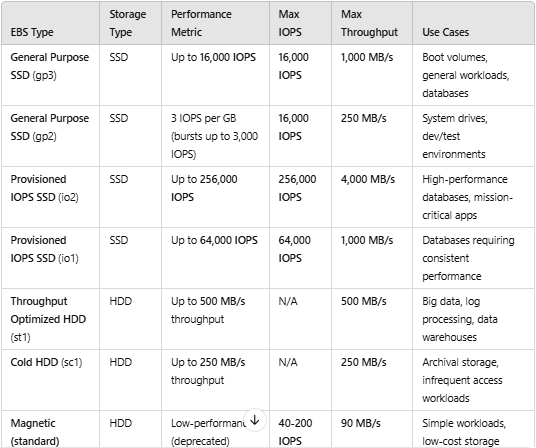 EBS Type
Storage
Type
Performance
Metric
Max
IOPS
Max
Throughput
Use Cases
General Purpose
SSD (gp3)
SSD
Up to 16,000 IOPS
16,000
IOPS
1,000 MB/s
Boot volumes,
general workloads,
databases
General Purpose
SSD (gp2)
SSD
3 IOPS per GB
(bursts up to 3,000
IOPS)
16,000
IOPS
250 MB/s
System drives,
dev/test
environments
Provisioned
IOPS SSD (io2)
SSD
Up to 256,000
IOPS
256,000
IOPS
4,000 MB/s
High-performance
databases, mission-
critical apps
Provisioned
IOPS SSD (io1)
SSD
Up to 64,000 IOPS
64,000
IOPS
1,000 MB/s
Databases requiring
consistent
performance
Throughput
Optimized HDD
(st1)
HDD
Up to 500 MB/s
throughput
N/A
500 MB/s
Big data, log
processing, data
warehouses
Cold HDD (sc1)
HDD
Up to 250 MB/s
throughput
N/A
250 MB/s
Archival storage,
infrequent access
workloads
Magnetic
(standard)
HDD
(deprecated)
40-200
IOPS
90 MB/s
Simple workloads,
low-cost storage